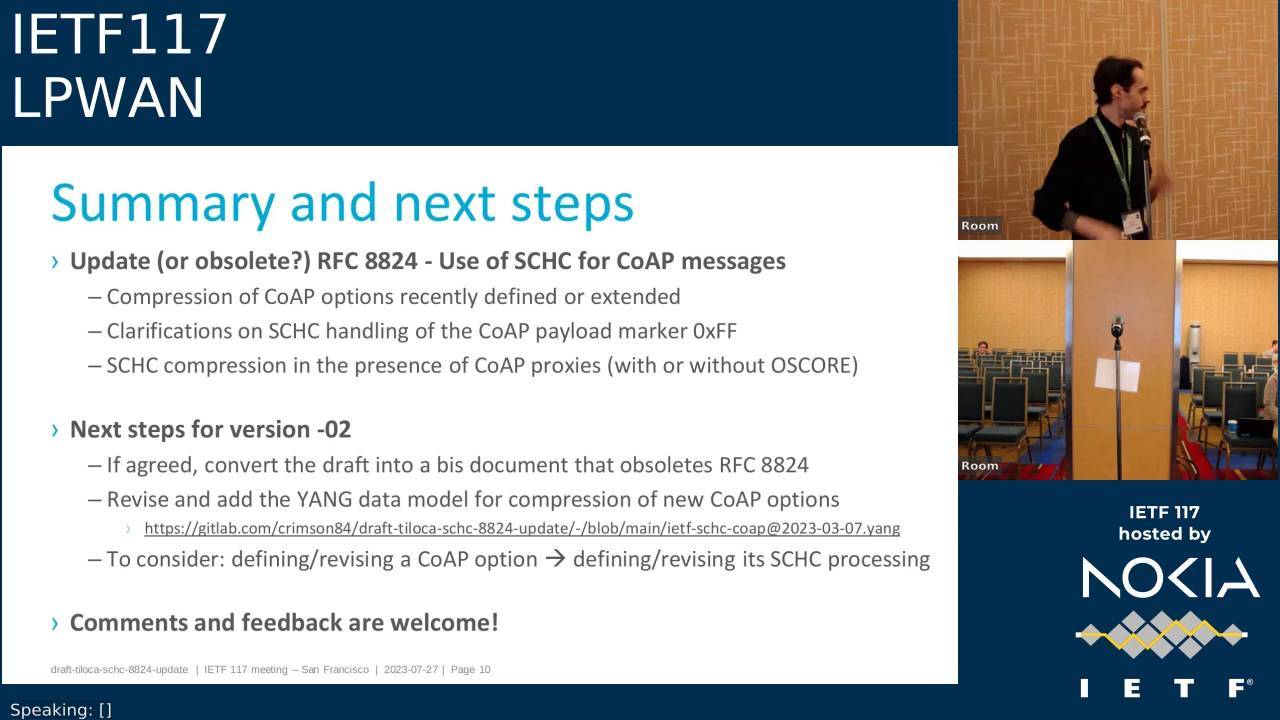 IETF117
LPWAN
Summary and next steps
› Update (or obsolete?) RFC 8824 - Use of SCHC for CoAP messages
– Compression of CoAP options recently defined or extended
– Clarifications on SCHC handling of the CoAP payload marker 0xFF
– SCHC compression in the presence of CoAP proxies (with or without OSCORE)
› Next steps for version -02
– If agreed, convert the draft into a bis document that obsoletes RFC 8824
– Revise and add the YANG data model for compression of new CoAP options
› https://gitlab.com/crimson84/draft-tiloca-schc-8824-update/-/blob/main/ietf-schc-coap@2023-03-07.yang
– To consider: defining/revising a CoAP option → defining/revising its SCHC processing
› Comments and feedback are welcome!
draft-tiloca-schc-8824-update | IETF 117 meeting – San Francisco | 2023-07-27 | Page 10
Speaking: []
Room
Room
IETF 117
hosted by
NOKIA
I E T F®